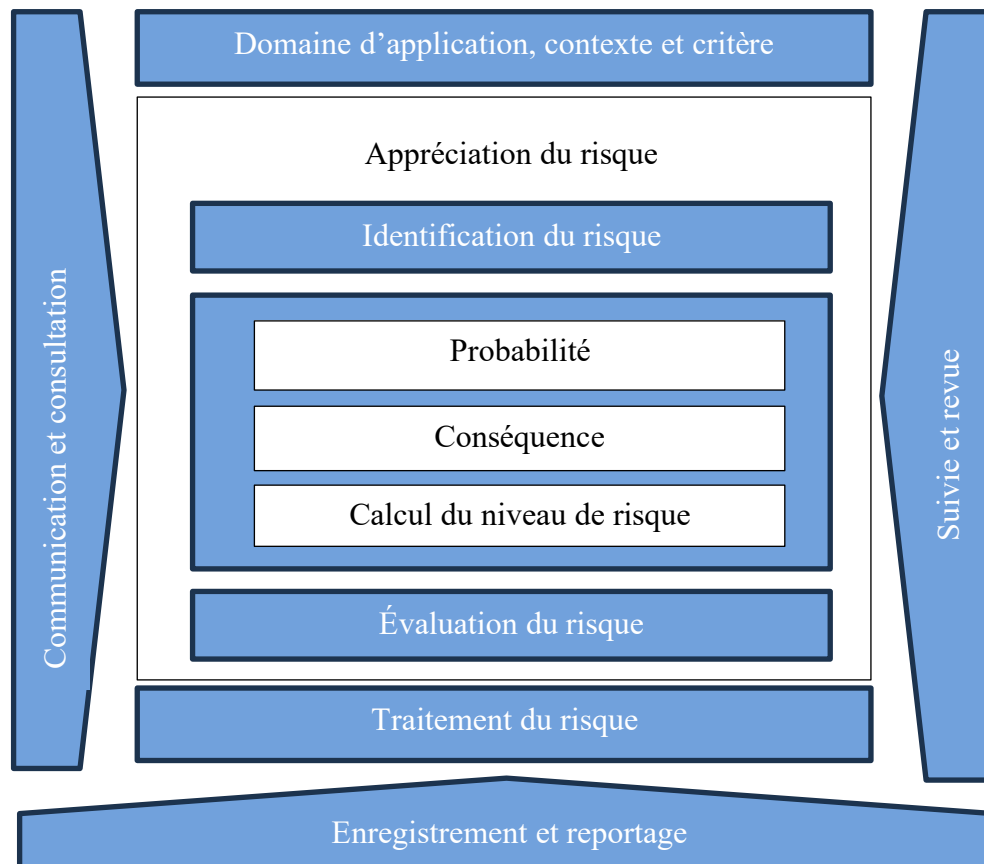 Domaine d’application, contexte et critère
Appréciation du risque
Identification du risque
Probabilité
Conséquence
Calcul du niveau de risque
Évaluation du risque
Traitement du risque
Communication et consultation
Suivie et revue
Enregistrement et reportage